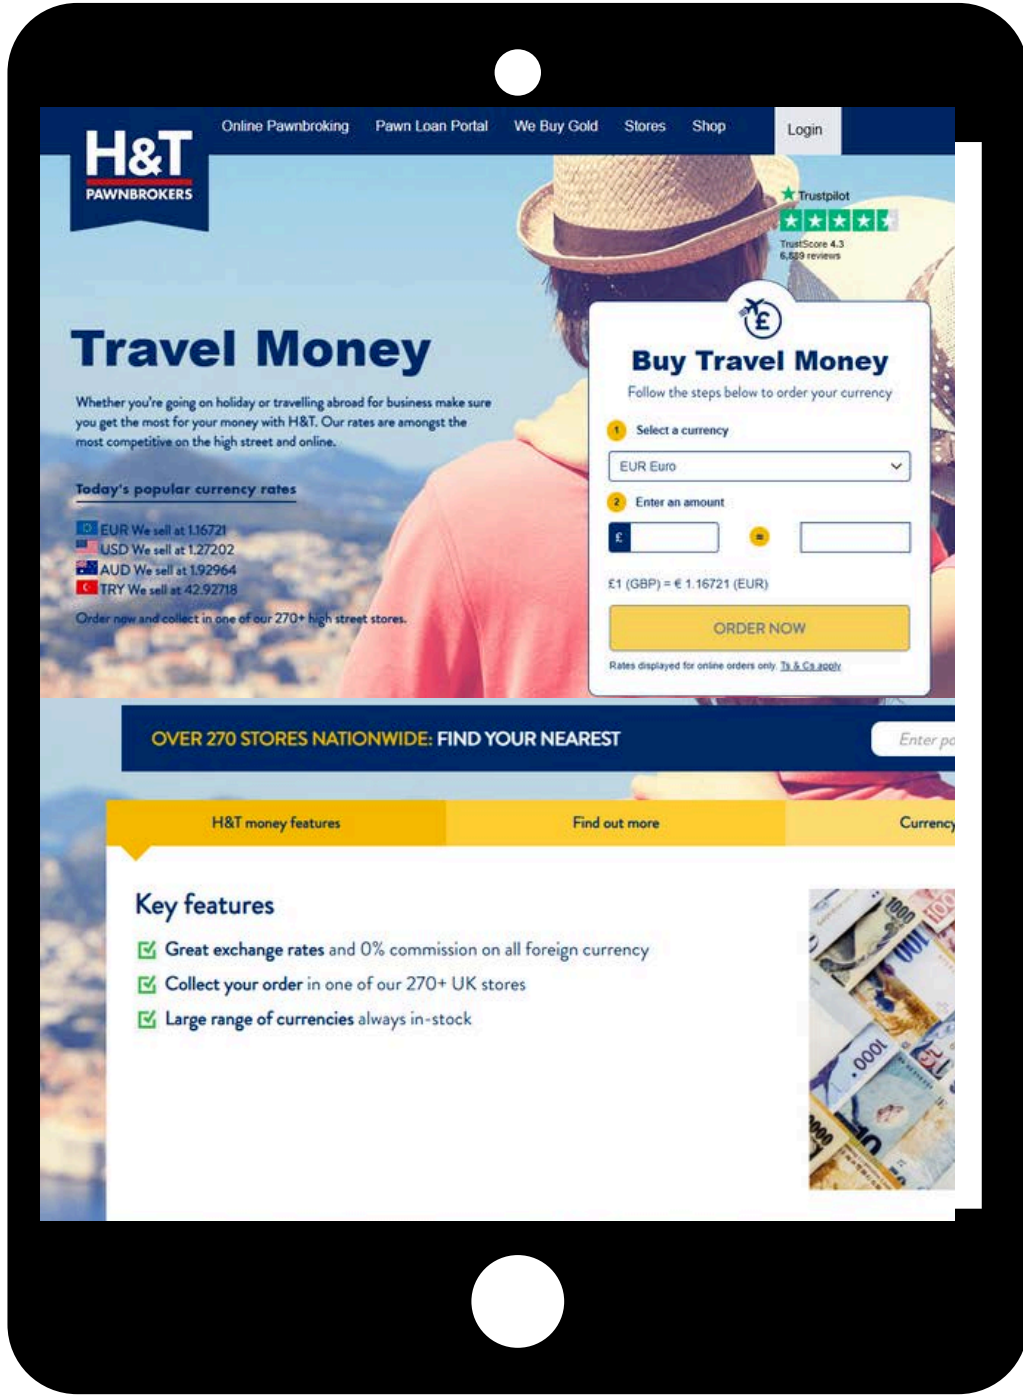 Online Pawnbroking Pawn Loan Portal We Buy Gold Stores Shop Login
H&T
PAWNBROKERS
Trustpilot
TrustScore 4.3
reviews
Travel Money
Whether you're going on holiday or travelling abroad for business make sure
you get the most for your money with H&T. Our rates are amongst the
most competitive on the high street and online.
Today's popular currency rates
EUR We sell at 1.16721
USD We sell at 1.27202
AUD We sell at 1.92964
TRY We sell at 42.92718
Order now and collect in one of our 270+ high street stores.
£
Buy Travel Money
Follow the steps below to order your currency
1 Select a currency
EUR Euro
2 Enter an amount
£ =
£1 (GBP) = € 1.16721 (EUR)
ORDER NOW
Rates displayed for online orders only. Ts & Cs apply
OVER 270 STORES NATIONWIDE: FIND YOUR NEAREST
Enter po
H&T money features Find out more Currency
Key features
Great exchange rates and 0% commission on all foreign currency
Collect your order in one of our 270+ UK stores
Large range of currencies always in-stock
1000
100
1000